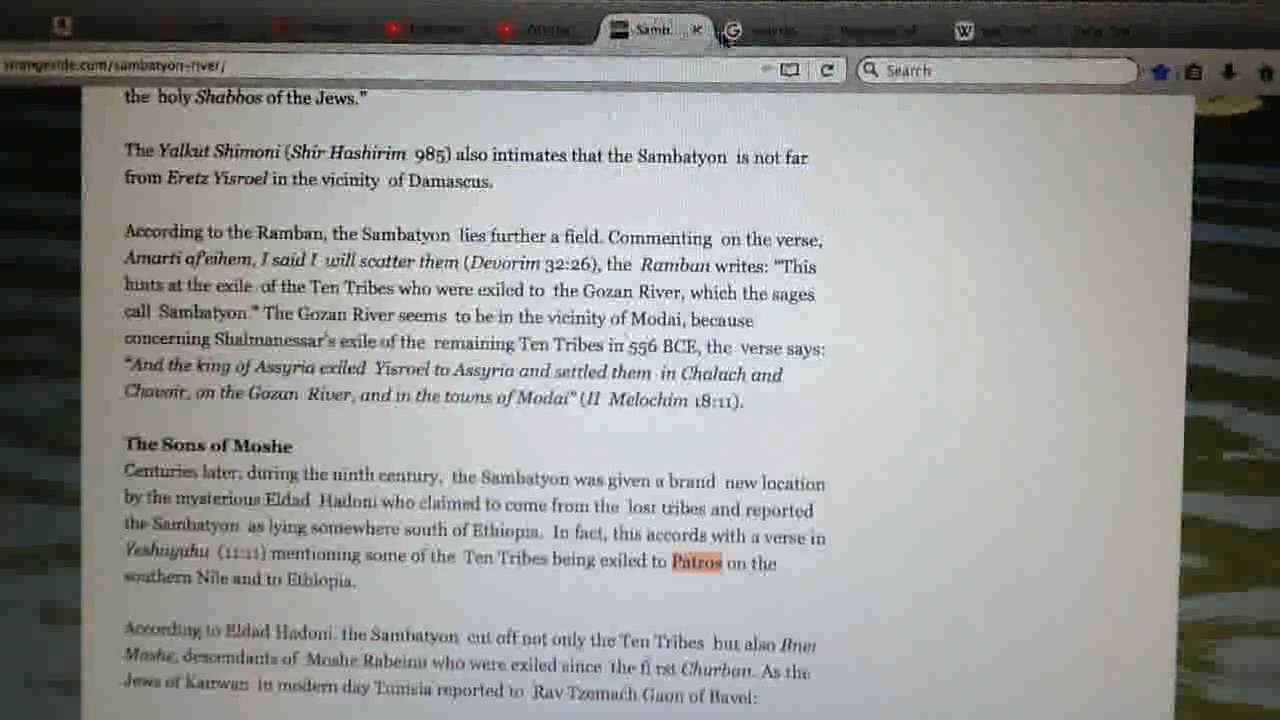 Samb.
strangeside.com/sambatyon-river/
Search
the holy Shabbos of the Jews."
The Yalkut Shimoni (Shir Hashirim 985) also intimates that the Sambatyon is not far
from Eretz Yisroel in the vicinity of Damascus.
According to the Ramban, the Sambatyon lies further a field. Commenting on the verse,
Amarti af'eihem, I said I will scatter them (Devorim 32:26), the Ramban writes: "This
hints at the exile of the Ten Tribes who were exiled to the Gozan River, which the sages
call Sambatyon." The Gozan River seems to be in the vicinity of Modai, because
concerning Shalmanessar's exile of the remaining Ten Tribes in 556 BCE, the verse says:
"And the king of Assyria exiled Yisroel to Assyria and settled them in Chalach and
Chavair, on the Gozan River, and in the towns of Modai" (II Melochim 18:11).
The Sons of Moshe
Centuries later, during the ninth century, the Sambatyon was given a brand new location
by the mysterious Eldad Hadoni who claimed to come from the lost tribes and reported
the Sambatyon as lying somewhere south of Ethiopia. In fact, this accords with a verse in
Yeshayahu (11:11) mentioning some of the Ten Tribes being exiled to Patros on the
southern Nile and to Ethiopia.
According to Eldad Hadoni, the Sambatyon cut off not only the Ten Tribes but also Bnei
Moshe, descendants of Moshe Rabeinu who were exiled since the fi rst Churban. As the
Jews of Kairwan in modern day Tunisia reported to Rav Tzemach Gaon of Bavel: